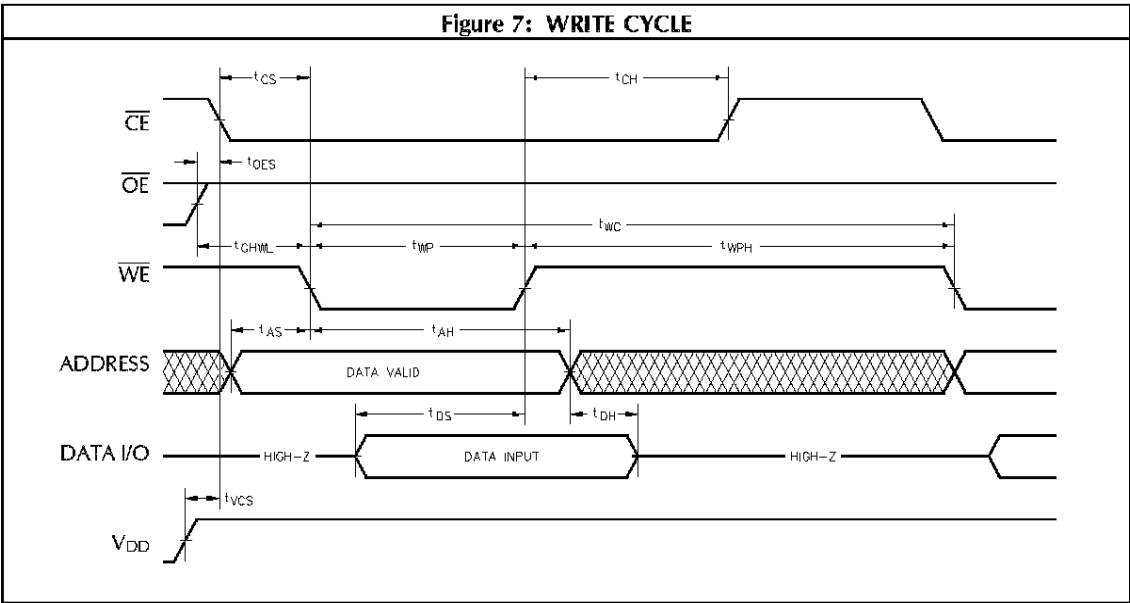 Figure 7: WRITE CYCLE
tCS
tCH
CE
tOES
OE
tWC
tGHWL
tWP
tWPH
WE
tAS
tAH
ADDRESS
DATA VALID
tDS
tDH
DATA I/O
HIGH-Z
DATA INPUT
HIGH-Z
tVCS
VDD